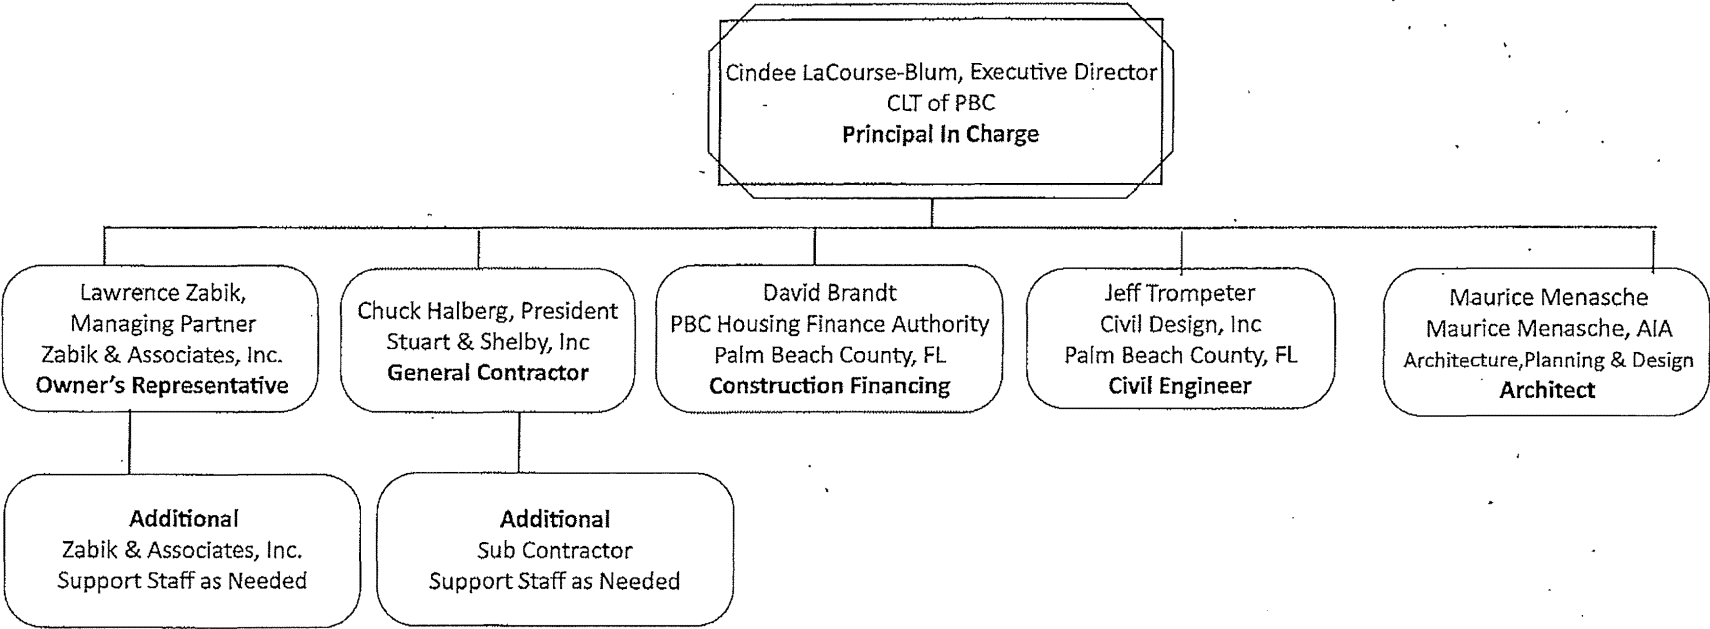 Cindee LaCourse-Blum, Executive Director
CLT of PBC
Principal In Charge
Lawrence Zabik,
Managing Partner
Zabik & Associates, Inc.
Owner's Representative
Chuck Halberg, President
Stuart & Shelby, Inc
General Contractor
David Brandt
PBC Housing Finance Authority
Palm Beach County, FL
Construction Financing
Jeff Trompeter
Civil Design, Inc
Palm Beach County, FL
Civil Engineer
Maurice Menasche
Maurice Menasche, AIA
Architecture,Planning & Design
Architect
Additional
Zabik & Associates, Inc.
Support Staff as Needed
Additional
Sub Contractor
Support Staff as Needed